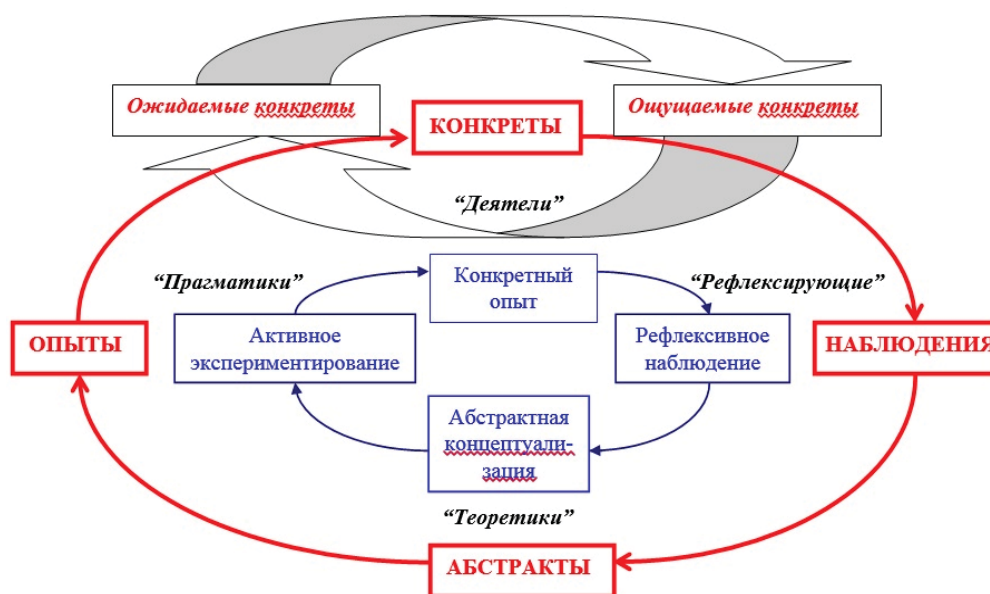 Ожидаемые конкреты
Ощущаемые конкреты
КОНКРЕТЫ
“Деятели”
“Прагматики”
Конкретный
опыт
“Рефлексирующие”
ОПЫТЫ
Активное
экспериментирование
Рефлексивное
наблюдение
НАБЛЮДЕНИЯ
Абстрактная
концептуали-
зация
“Теоретики”
АБСТРАКТЫ